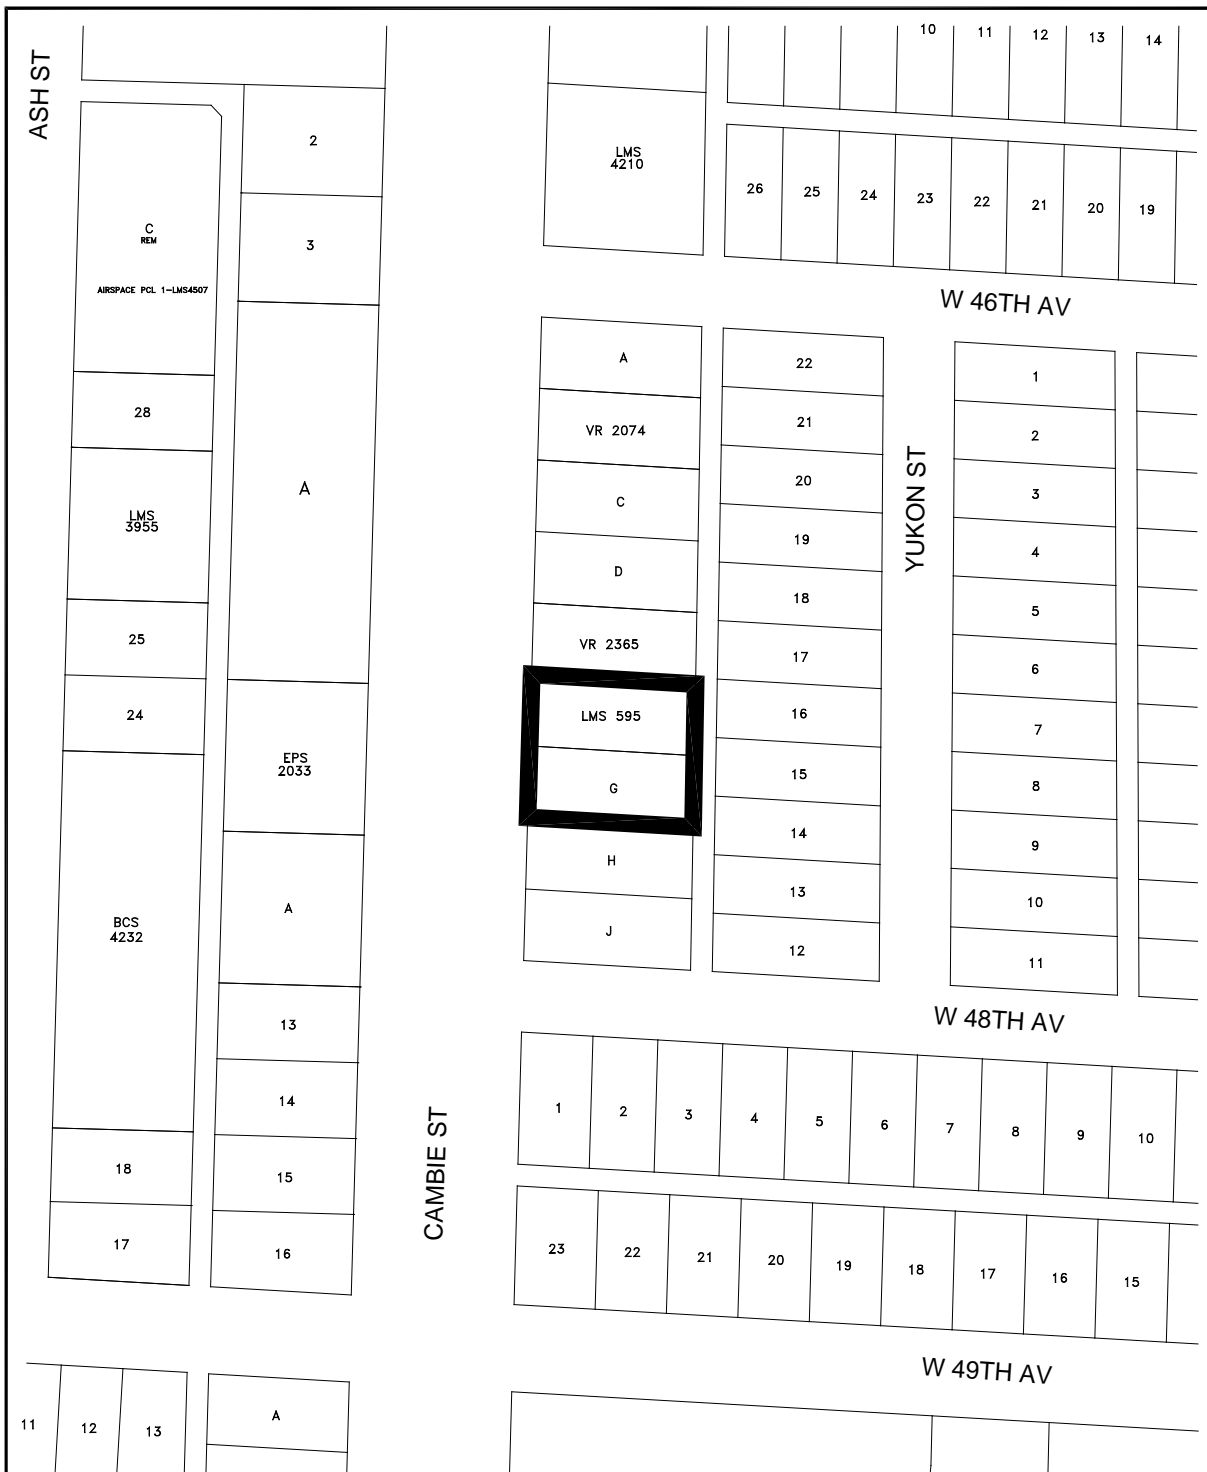 ASH ST
10
11
12
13
14
2
LMS
4210
26
25
24
23
22
21
20
19
C
REM
3
AIRSPACE PCL 1-LMS4507
W 46TH AV
A
22
1
28
VR 2074
21
2
A
20
3
C
YUKON ST
LMS
3955
19
4
D
18
5
25
VR 2365
17
6
24
LMS 595
16
7
EPS
2033
G
15
8
H
14
9
A
13
10
BCS
4232
J
12
11
W 48TH AV
13
14
1
2
3
4
5
6
7
8
9
10
CAMBIE ST
18
15
17
16
23
22
21
20
19
18
17
16
15
W 49TH AV
11
12
13
A